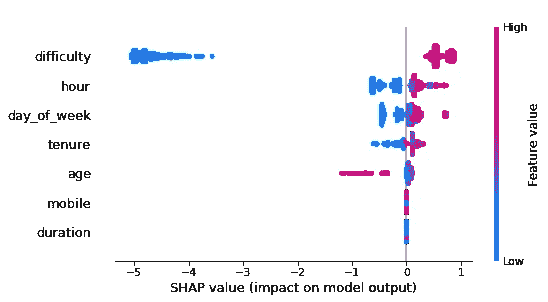 High
difficulty
hour
day_of_week
tenure
age
mobile
duration
Feature value
Low
−5 −4 −3 −2 −1 0 1
SHAP value (impact on model output)